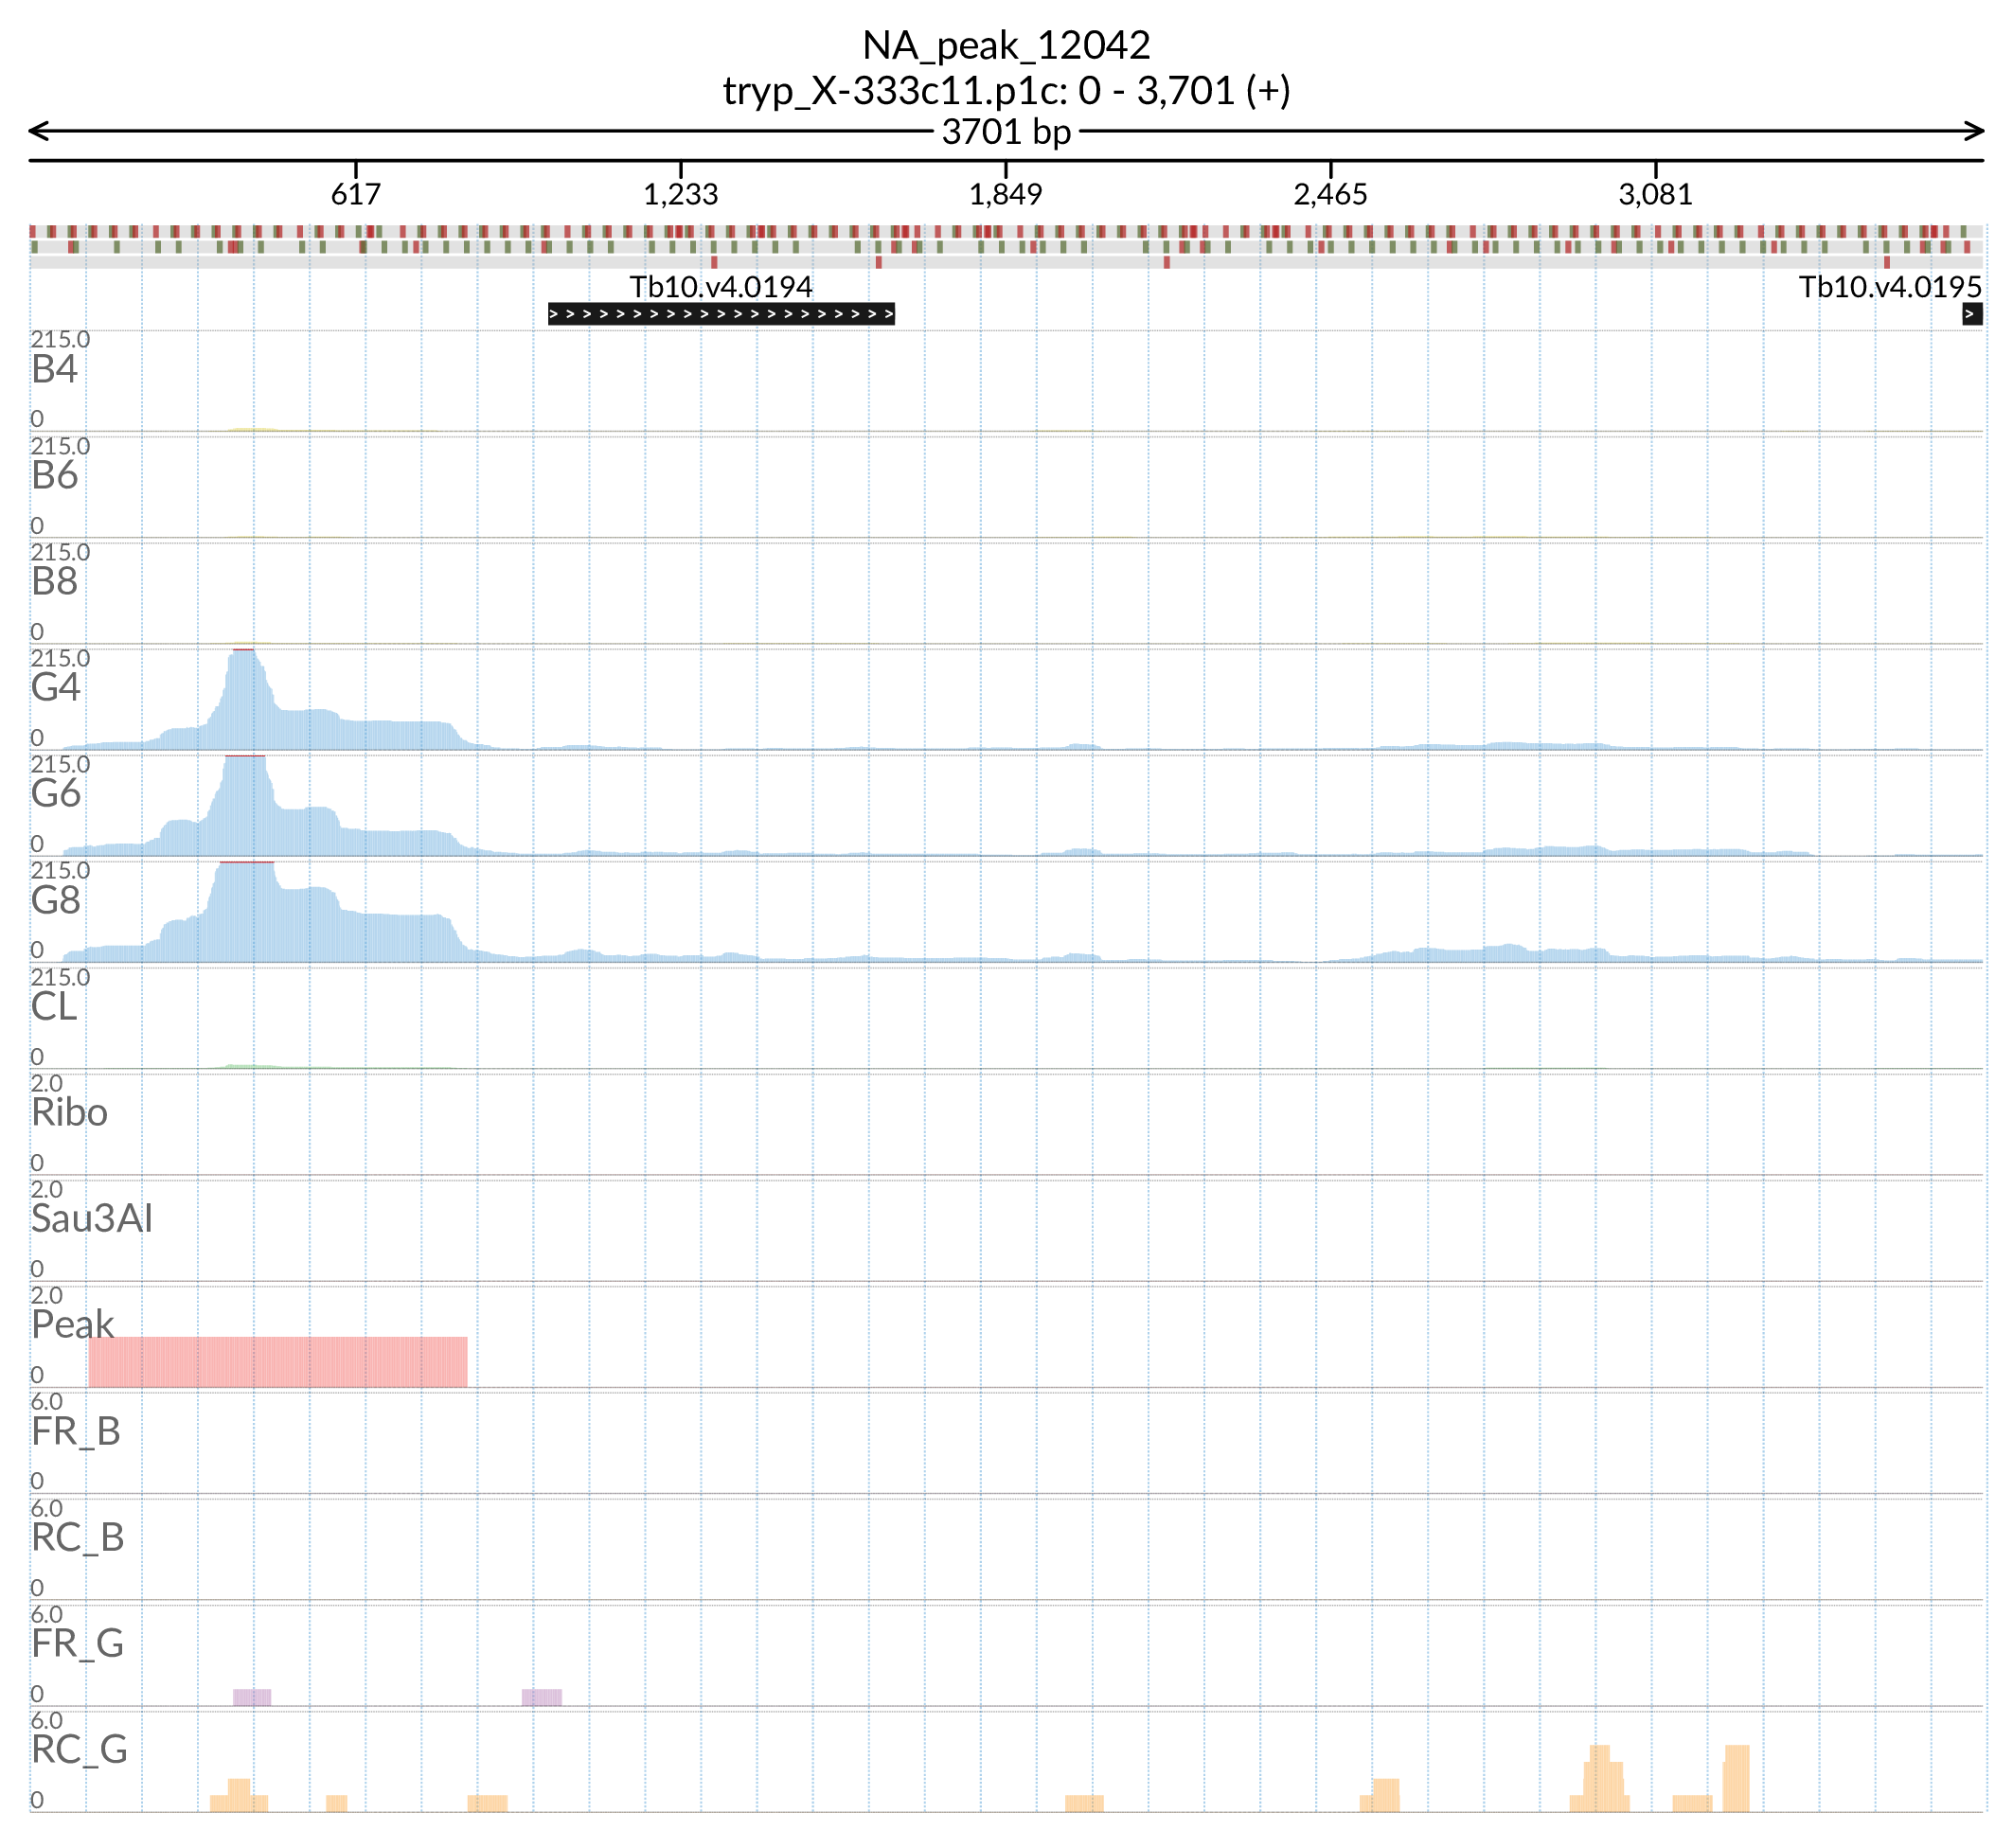 NA_peak_12042
tryp_X-333c11.p1c: 0 - 3,701 (+)
3701 bp
617 1,233 1,849 2,465 3,081
Tb10.v4.0194 Tb10.v4.0195
215.0
B4
0
215.0
B6
0
215.0
B8
0
215.0
G4
0
215.0
G6
0
215.0
G8
0
215.0
CL
0
2.0
Ribo
0
2.0
Sau3AI
0
2.0
Peak
0
6.0
FR_B
0
6.0
RC_B
0
6.0
FR_G
0
6.0
RC_G
0